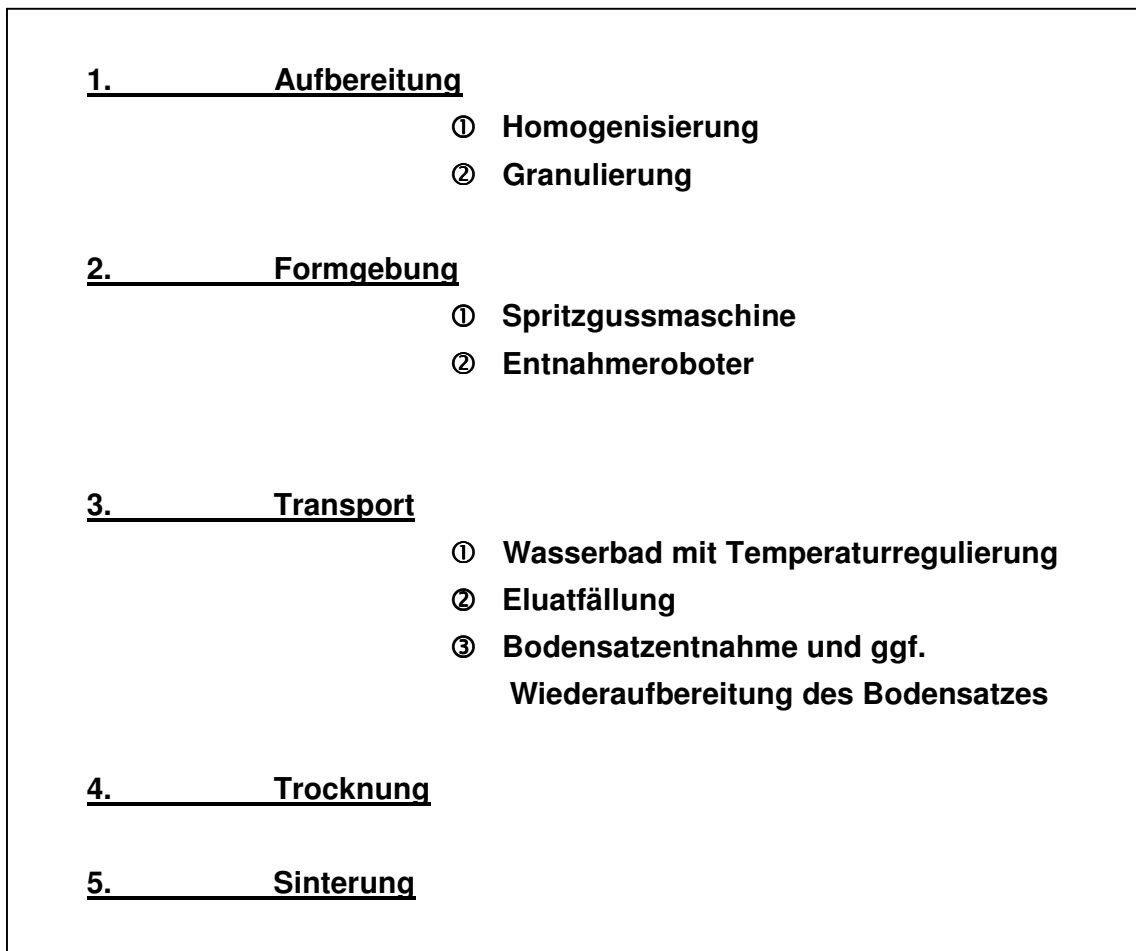 1. Aufbereitung
① Homogenisierung
② Granulierung
2. Formgebung
① Spritzgussmaschine
② Entnahmeroboter
3. Transport
① Wasserbad mit Temperaturregulierung
② Eluatfällung
③ Bodensatzentnahme und ggf.
Wiederaufbereitung des Bodensatzes
4. Trocknung
5. Sinterung